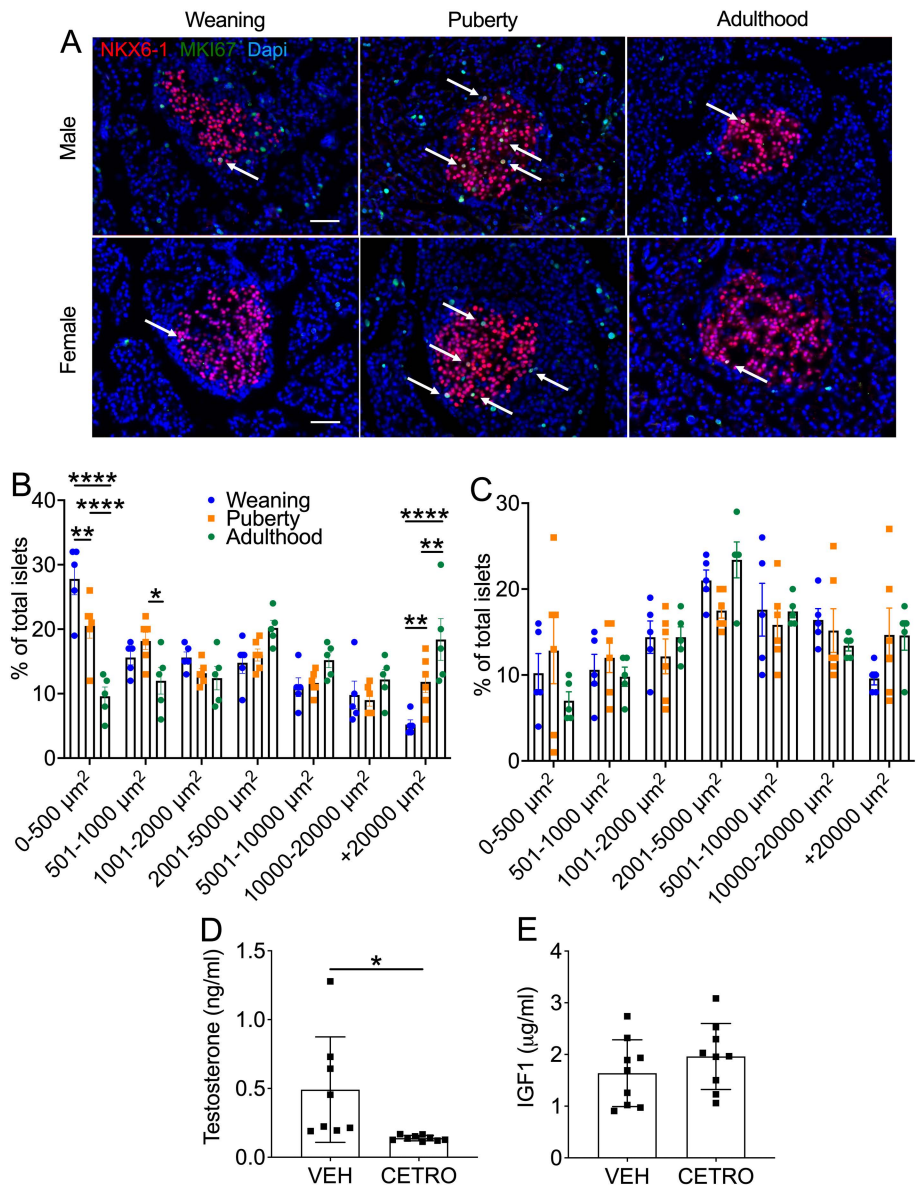 Weaning Puberty Adulthood
A
NKX6-1 MKI67 Dapi
Male
Female
B
C
**** 
****
**
*
****
**
**
Weaning
Puberty
Adulthood
% of total islets
40
30
20
10
0
0-500 μm²
501-1000 μm²
1001-2000 μm²
2001-5000 μm²
5001-10000 μm²
10000-20000 μm²
+20000 μm²
% of total islets
30
20
10
0
0-500 μm²
501-1000 μm²
1001-2000 μm²
2001-5000 μm²
5001-10000 μm²
10000-20000 μm²
+20000 μm²
D
Testosterone (ng/ml)
1.5
1.0
0.5
0.0
*
VEH CETRO
E
IGF1 (μg/ml)
4
3
2
1
0
VEH CETRO